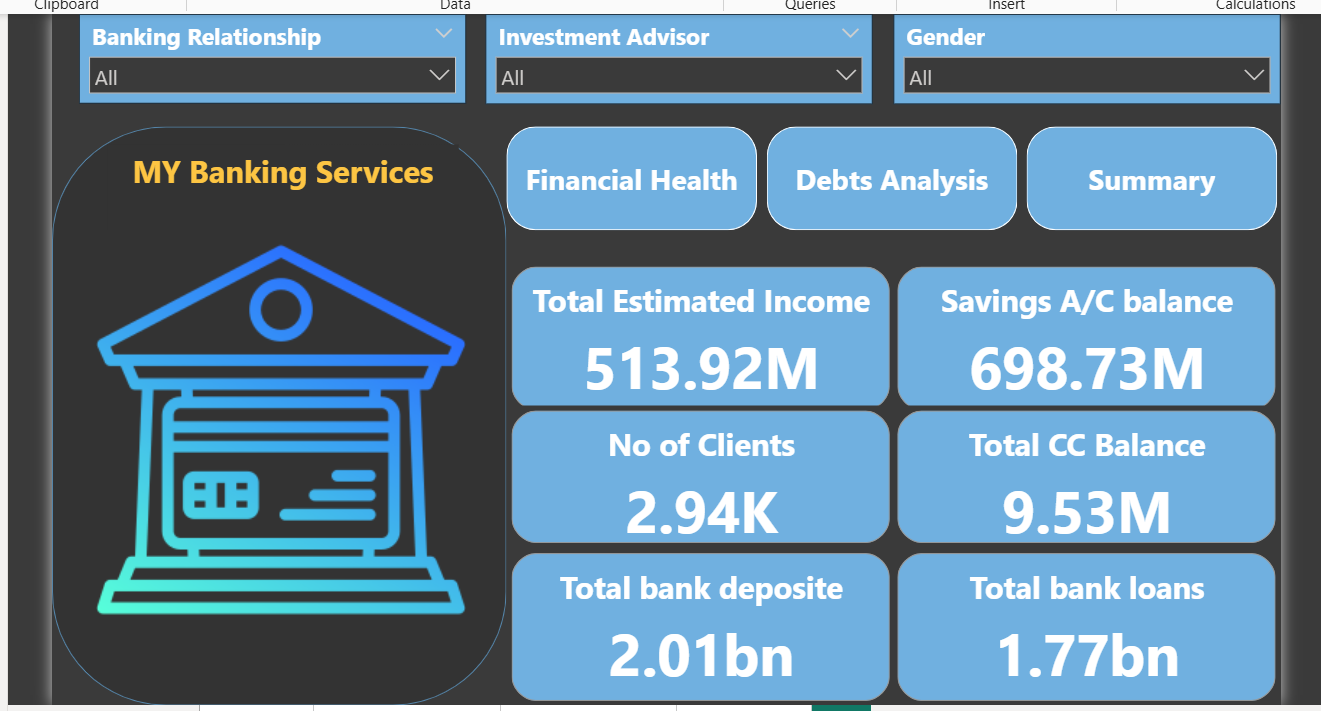 Clipboard
Data
Queries
Insert
Calculations
Banking Relationship
All
Investment Advisor
All
Gender
All
MY Banking Services
Financial Health
Debts Analysis
Summary
Total Estimated Income
513.92M
Savings A/C balance
698.73M
No of Clients
2.94K
Total CC Balance
9.53M
Total bank deposite
2.01bn
Total bank loans
1.77bn